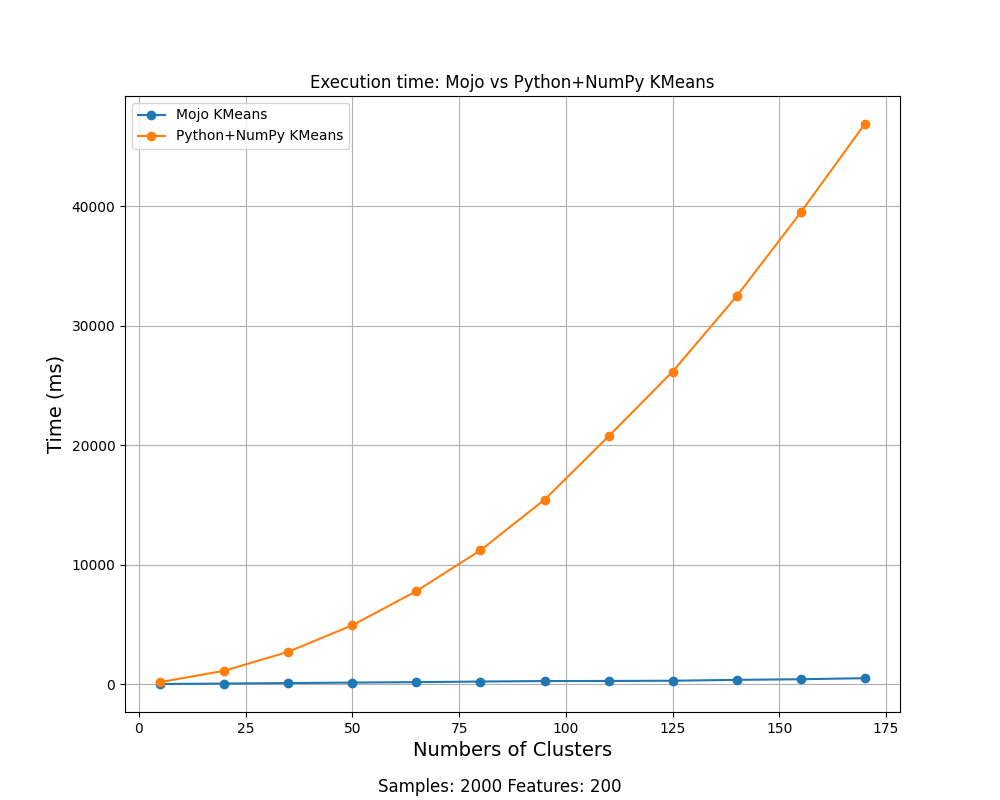 Execution time: Mojo vs Python+NumPy KMeans
Mojo KMeans
Python+NumPy KMeans
40000
30000
20000
10000
0
Time (ms)
0 25 50 75 100 125 150 175
Numbers of Clusters
Samples: 2000 Features: 200